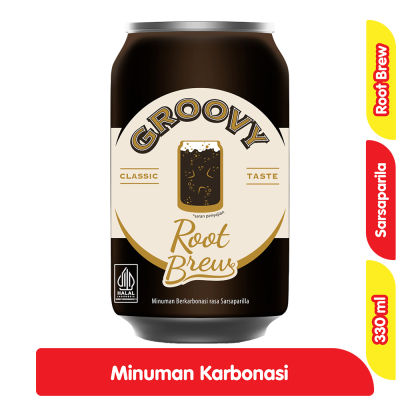 GROOVY
CLASSIC
TASTE
*saran penyajian
Root
Brew
HALAL
INDONESIA
Minuman Berkarbonasi rasa Sarsaparilla
Root Brew
Sarsaparila
330 ml
Minuman Karbonasi